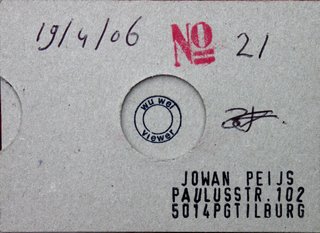 19/4/06 No 21
wu wei
viewer
JOWAN PEIJS
PAULUSSTR.102
5014PGTILBURG